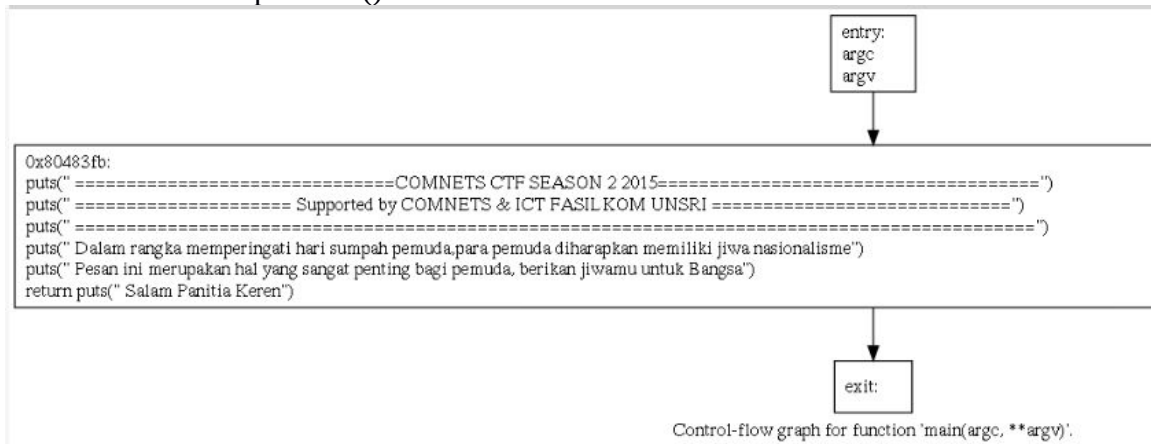 entry:
argc
argv
0x80483fb:
puts(" ===============================COMNETS CTF SEASON 2 2015=====================================")
puts(" ===================== Supported by COMNETS & ICT FASILKOM UNSRI =============================")
puts(" =============================================================================================")
puts(" Dalam rangka memperingati hari sumpah pemuda,para pemuda diharapkan memiliki jiwa nasionalisme")
puts(" Pesan ini merupakan hal yang sangat penting bagi pemuda, berikan jiwamu untuk Bangsa")
return puts(" Salam Panitia Keren")
exit:
Control-flow graph for function 'main(argc, **argv)'.